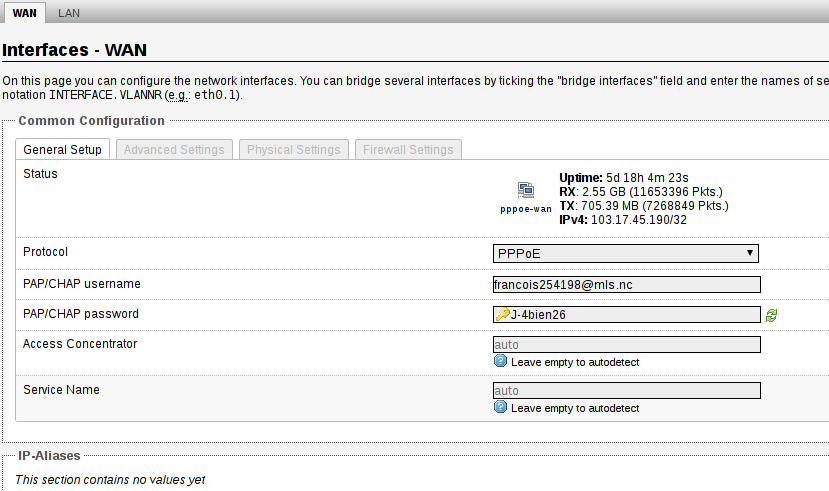 WAN LAN
Interfaces - WAN
On this page you can configure the network interfaces. You can bridge several interfaces by ticking the "bridge interfaces" field and enter the names of se
notation INTERFACE.VLANNR (e.g.: eth0.1).
Common Configuration
General Setup Advanced Settings Physical Settings Firewall Settings
Status
pppoe-wan
Uptime: 5d 18h 4m 23s
RX: 2.55 GB (11653396 Pkts.)
TX: 705.39 MB (7268849 Pkts.)
IPv4: 103.17.45.190/32
Protocol PPPoE
PAP/CHAP username francois254198@mls.nc
PAP/CHAP password J-4bien26
Access Concentrator auto
Leave empty to autodetect
Service Name auto
Leave empty to autodetect
IP-Aliases
This section contains no values yet